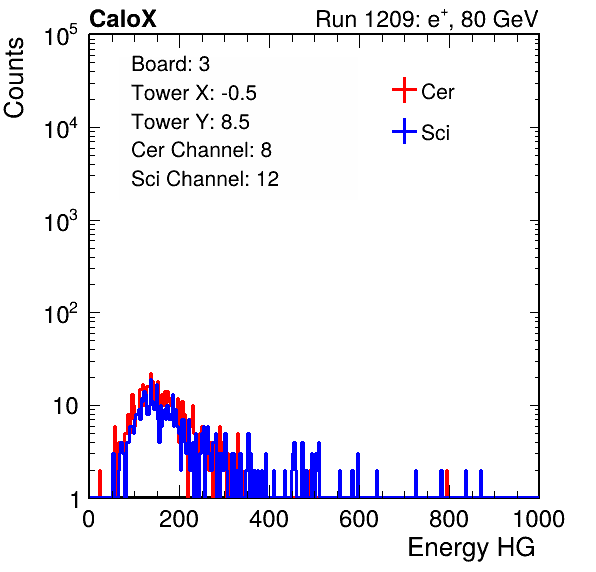 CaloX Run 1209: e⁺, 80 GeV
Counts
Board: 3
Tower X: -0.5
Tower Y: 8.5
Cer Channel: 8
Sci Channel: 12
Cer
Sci
10⁵
10⁴
10³
10²
10
1
0 200 400 600 800 1000
Energy HG